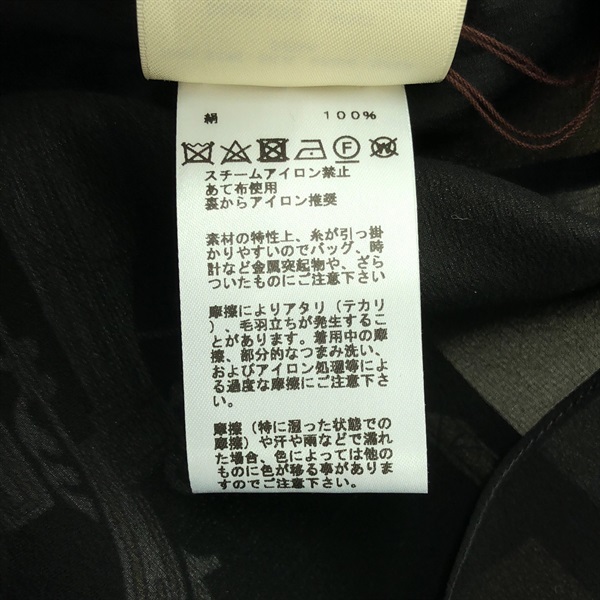 絹 100%
スチームアイロン禁止
あて布使用
裏からアイロン推奨
素材の特性上、糸が引っ掛
かりやすいのでバッグ、時
計など金属突起物や、ざら
ついたものにご注意下さい
摩擦によりアタリ（テカリ
）、毛羽立ちが発生するこ
とがあります。着用中の摩
擦、部分的なつまみ洗い、
およびアイロン処理等によ
る過度な摩擦にご注意下さ
い。
摩擦（特に湿った状態での
摩擦）や汗や雨などで濡れ
た場合、色によっては他の
ものに色が移る事がありま
すのでご注意下さい。